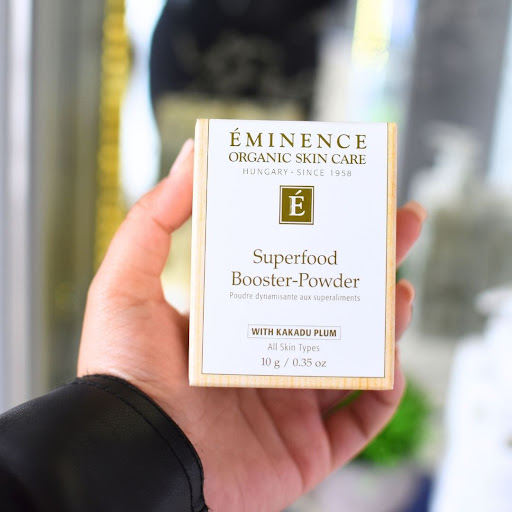 ÉMINENCE
ORGANIC SKIN CARE
HUNGARY - SINCE 1958
É
Superfood
Booster-Powder
Poudre dynamisante aux superaliments
WITH KAKADU PLUM
All Skin Types
10 g / 0.35 oz